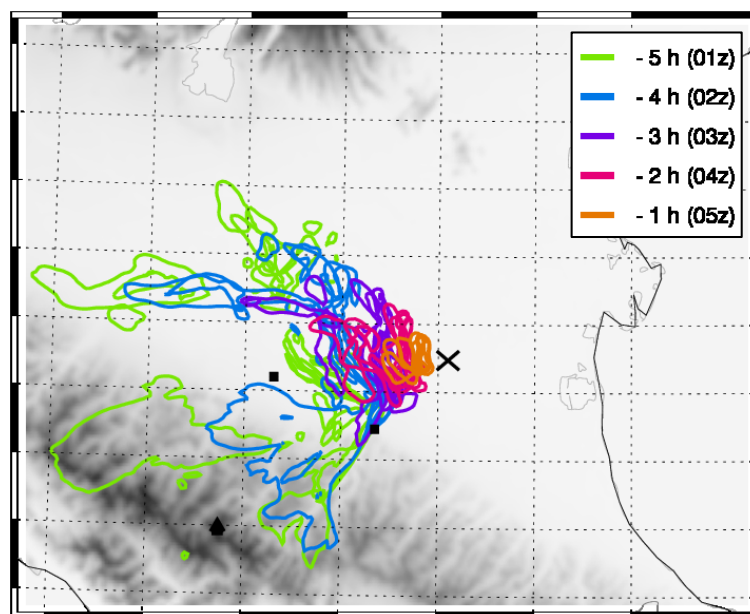 - 5 h (01z)
- 4 h (02z)
- 3 h (03z)
- 2 h (04z)
- 1 h (05z)